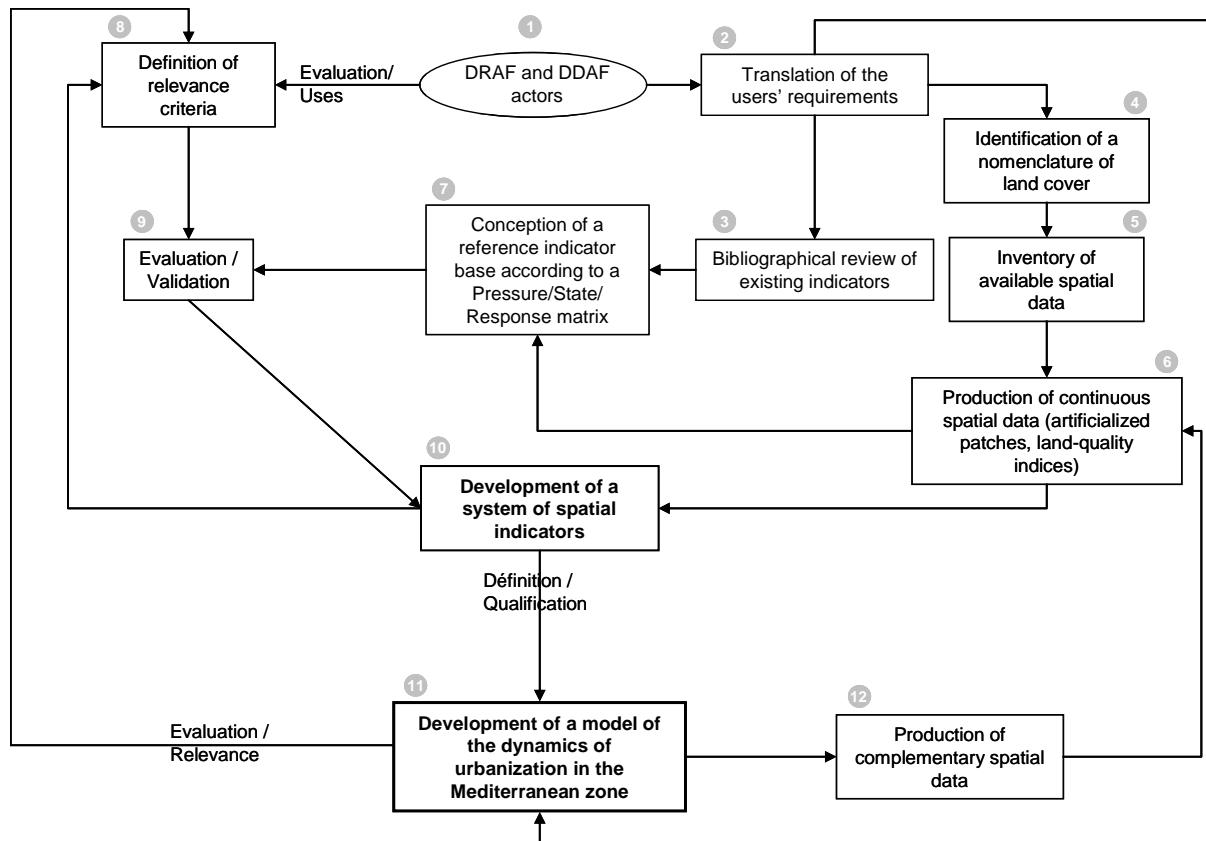 8
Definition of
relevance
criteria
Evaluation/
Uses
1
DRAF and DDAF
actors
2
Translation of the
users’ requirements
4
Identification of a
nomenclature of
land cover
7
Conception of a
reference indicator
base according to a
Pressure/State/
Response matrix
3
Bibliographical review of
existing indicators
9
Evaluation /
Validation
5
Inventory of
available spatial
data
6
Production of continuous
spatial data (artificialized
patches, land-quality
indices)
10
Development of a
system of spatial
indicators
Définition /
Qualification
11
Development of a model of
the dynamics of
urbanization in the
Mediterranean zone
Evaluation /
Relevance
12
Production of
complementary spatial
data